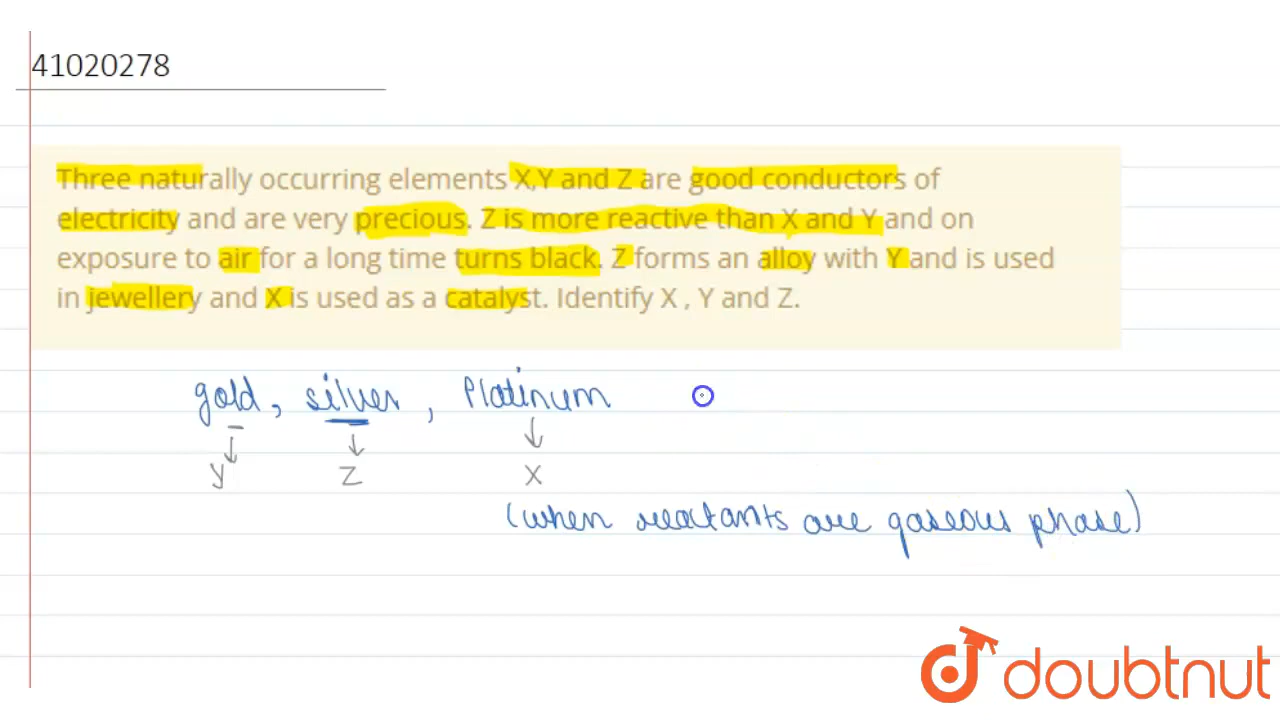 41020278
Three naturally occurring elements X,Y and Z are good conductors of
electricity and are very precious. Z is more reactive than X and Y and on
exposure to air for a long time turns black. Z forms an alloy with Y and is used
in jewellery and X is used as a catalyst. Identify X , Y and Z.
gold, silver, Platinum
Y Z X
(when reactants are gaseous phase)
doubtnut